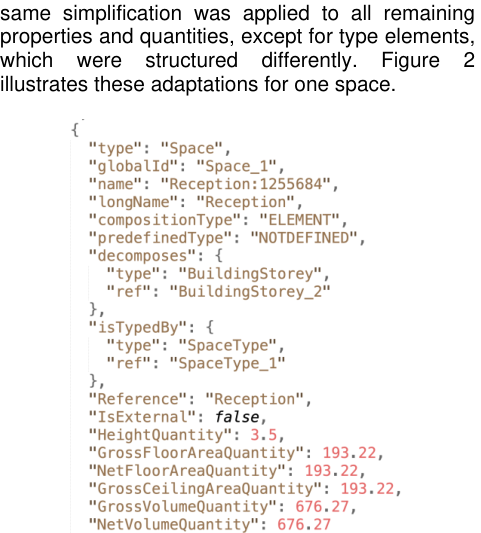 same simplification was applied to all remaining
properties and quantities, except for type elements,
which were structured differently. Figure 2
illustrates these adaptations for one space.
{
"type": "Space",
"globalId": "Space_1",
"name": "Reception:1255684",
"longName": "Reception",
"compositionType": "ELEMENT",
"predefinedType": "NOTDEFINED",
"decomposes": {
"type": "BuildingStorey",
"ref": "BuildingStorey_2"
},
"isTypedBy": {
"type": "SpaceType",
"ref": "SpaceType_1"
},
"Reference": "Reception",
"IsExternal": false,
"HeightQuantity": 3.5,
"GrossFloorAreaQuantity": 193.22,
"NetFloorAreaQuantity": 193.22,
"GrossCeilingAreaQuantity": 193.22,
"GrossVolumeQuantity": 676.27,
"NetVolumeQuantity": 676.27